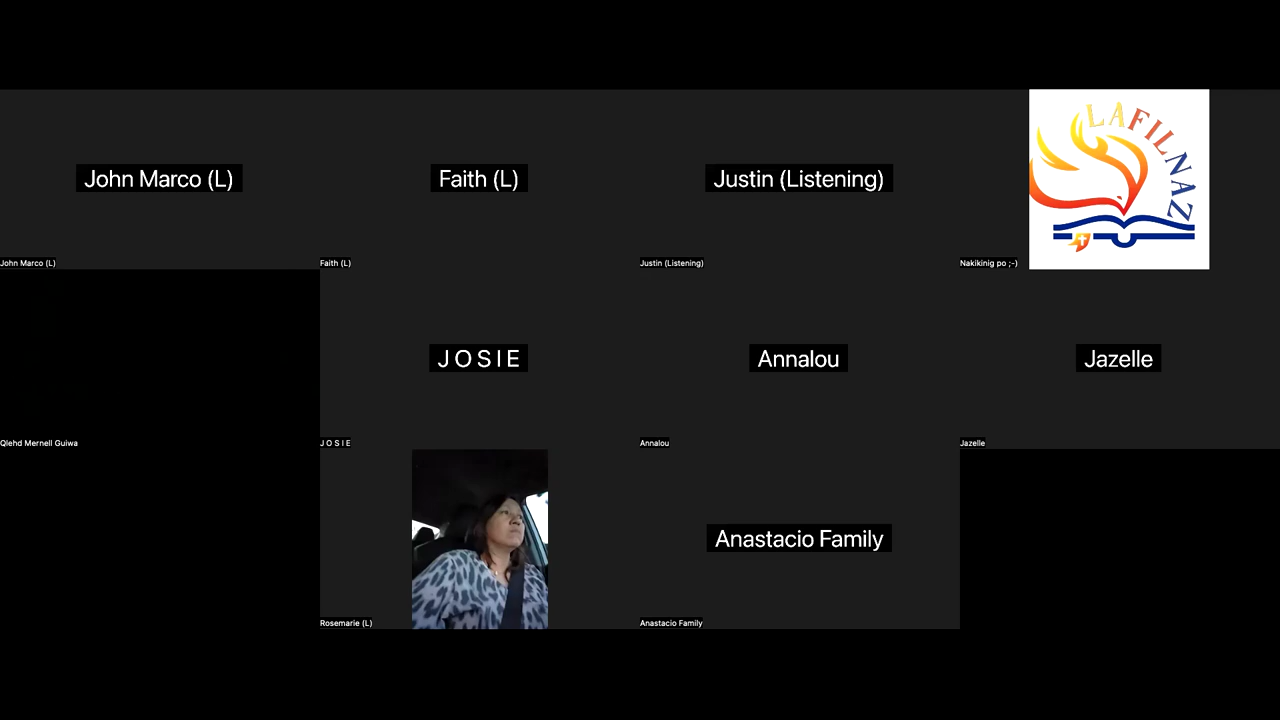 John Marco (L)
Faith (L)
Justin (Listening)
LAFILNAZ
John Marco (L)
Faith (L)
Justin (Listening)
Nakikinig po ;-)
J O S I E
Annalou
Jazelle
Qlehd Mernell Guiwa
J O S I E
Annalou
Jazelle
Anastacio Family
Rosemarie (L)
Anastacio Family